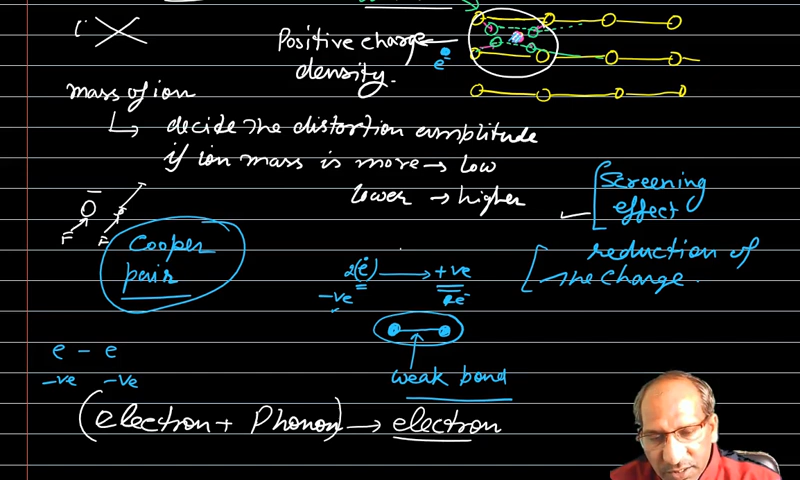 Positive charge
density.
e
mass of ion
decide the distortion amplitude
if ion mass is more → low
lower → higher
F F
Screening
effect
Cooper
pair
reduction of
the charge.
2(e) → +ve
-ve
e - e
-ve -ve
weak bond
(electron + Phonon) → electron